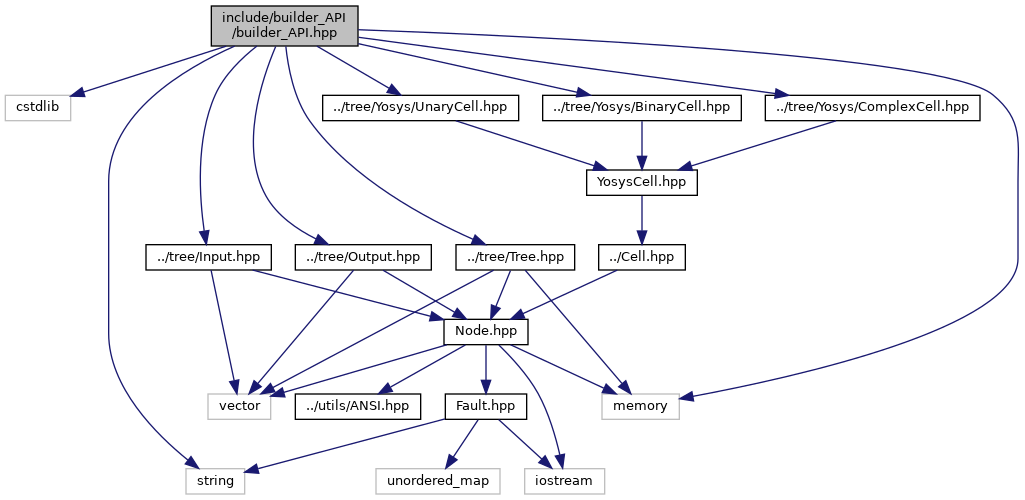 include/builder_API
/builder_API.hpp
cstdlib
../tree/Yosys/UnaryCell.hpp
../tree/Yosys/BinaryCell.hpp
../tree/Yosys/ComplexCell.hpp
YosysCell.hpp
../tree/Input.hpp
../tree/Output.hpp
../tree/Tree.hpp
../Cell.hpp
Node.hpp
vector
../utils/ANSI.hpp
Fault.hpp
memory
string
unordered_map
iostream